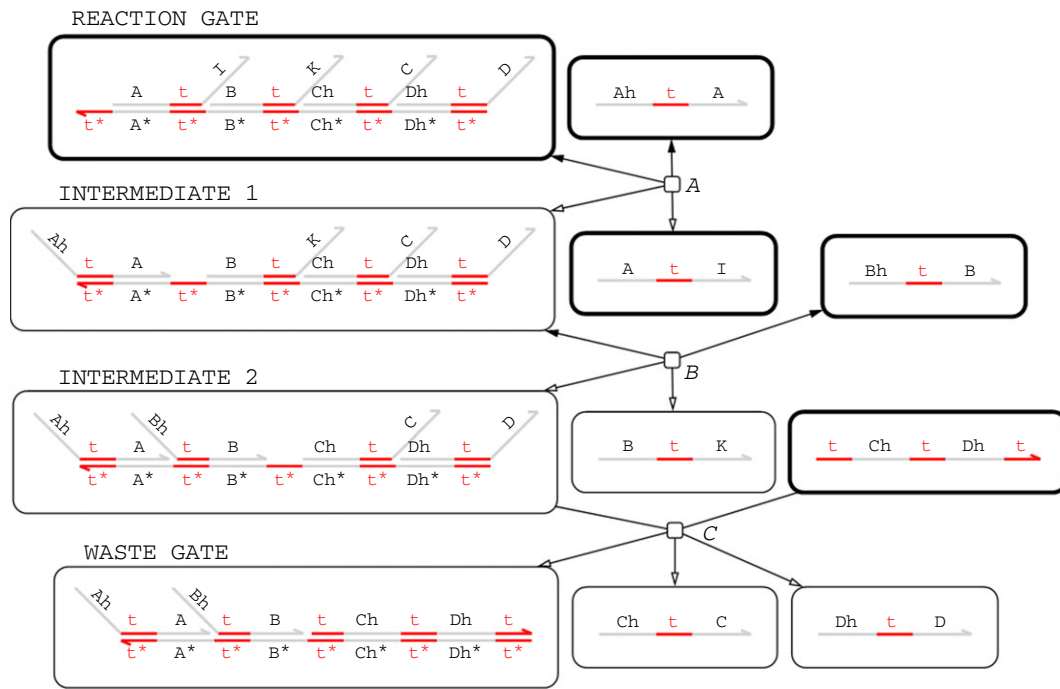 REACTION GATE
I K C D
A t B t Ch t Dh t
t* A* t* B* t* Ch* t* Dh* t*
Ah t A
A
INTERMEDIATE 1
Ah K C D
t A B t Ch t Dh t
t* A* t* B* t* Ch* t* Dh* t*
A t I
Bh t B
B
INTERMEDIATE 2
Ah Bh C D
t A t B Ch t Dh t
t* A* t* B* t* Ch* t* Dh* t*
B t K
t Ch t Dh t
C
WASTE GATE
Ah Bh
t A t B t Ch t Dh t
t* A* t* B* t* Ch* t* Dh* t*
Ch t C
Dh t D